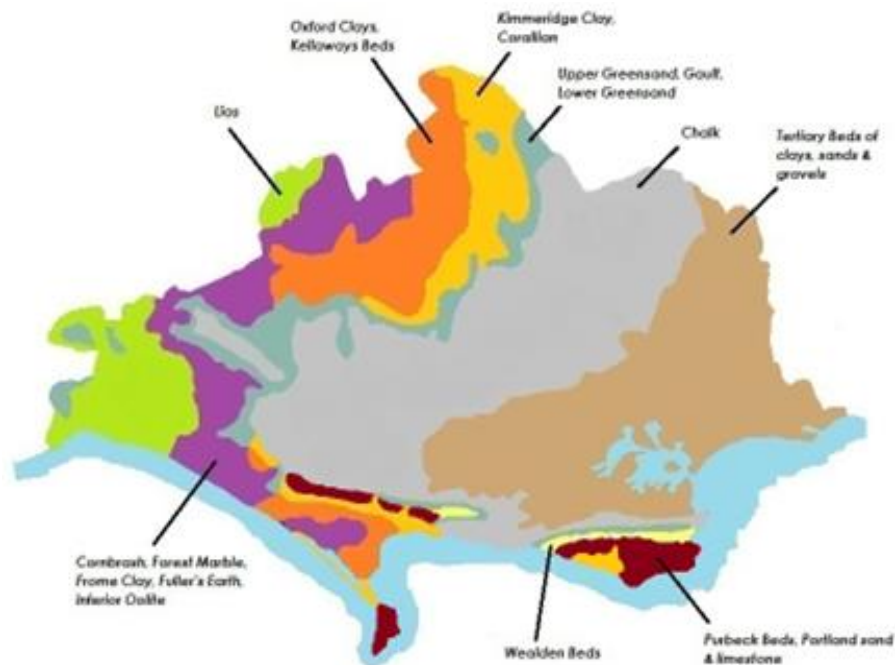 Oxford Clays,
Kellaways Beds
Kimmeridge Clay,
Corallian
Upper Greensand, Gault,
Lower Greensand
Lias
Chalk
Tertiary Beds of
clays, sands &
gravels
Cornbrash, Forest Marble,
Frome Clay, Fuller's Earth,
Inferior Oolite
Wealden Beds
Purbeck Beds, Portland sand
& limestone